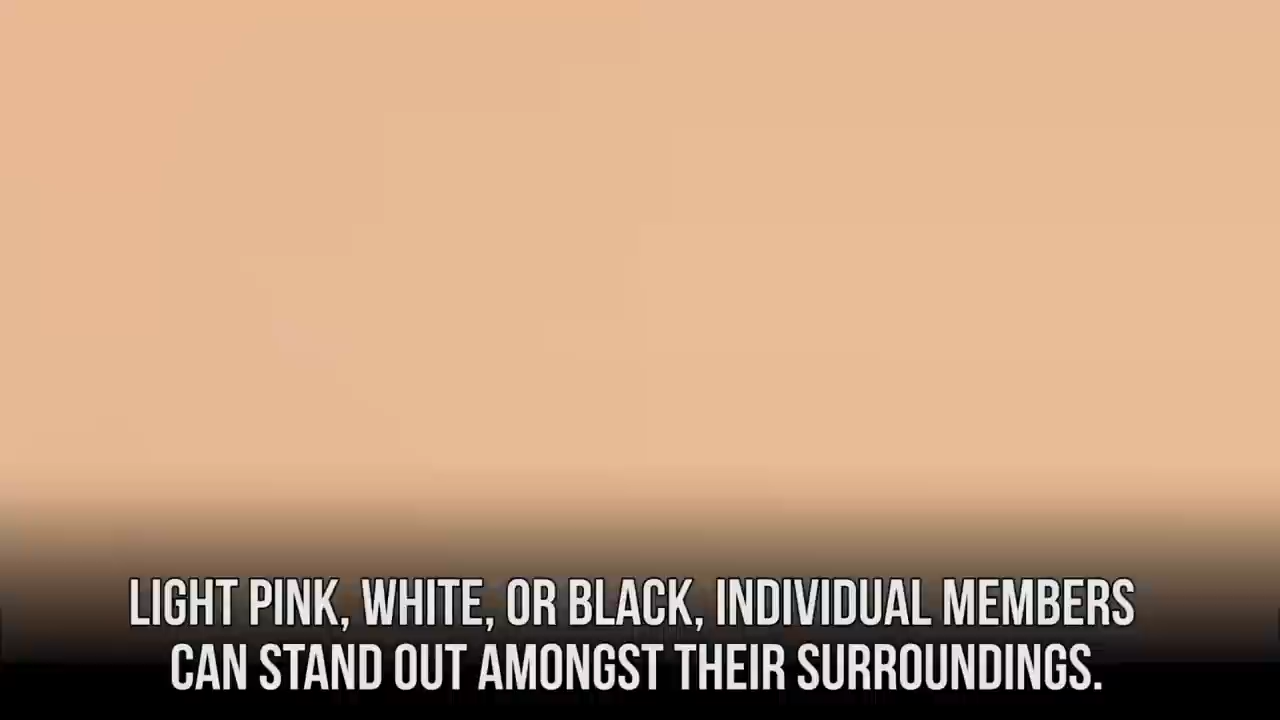 LIGHT PINK, WHITE, OR BLACK, INDIVIDUAL MEMBERS
CAN STAND OUT AMONGST THEIR SURROUNDINGS.